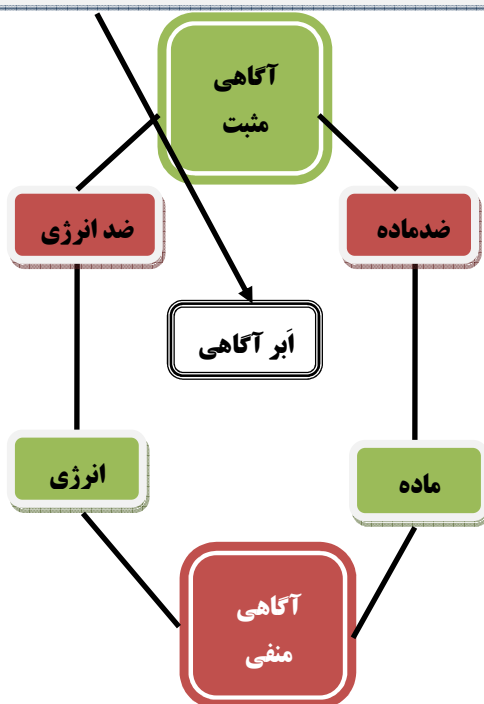 آگاهی
مثبت
ضدماده
ضد انرژی
اَبر آگاهی
ماده
انرژی
آگاهی
منفی